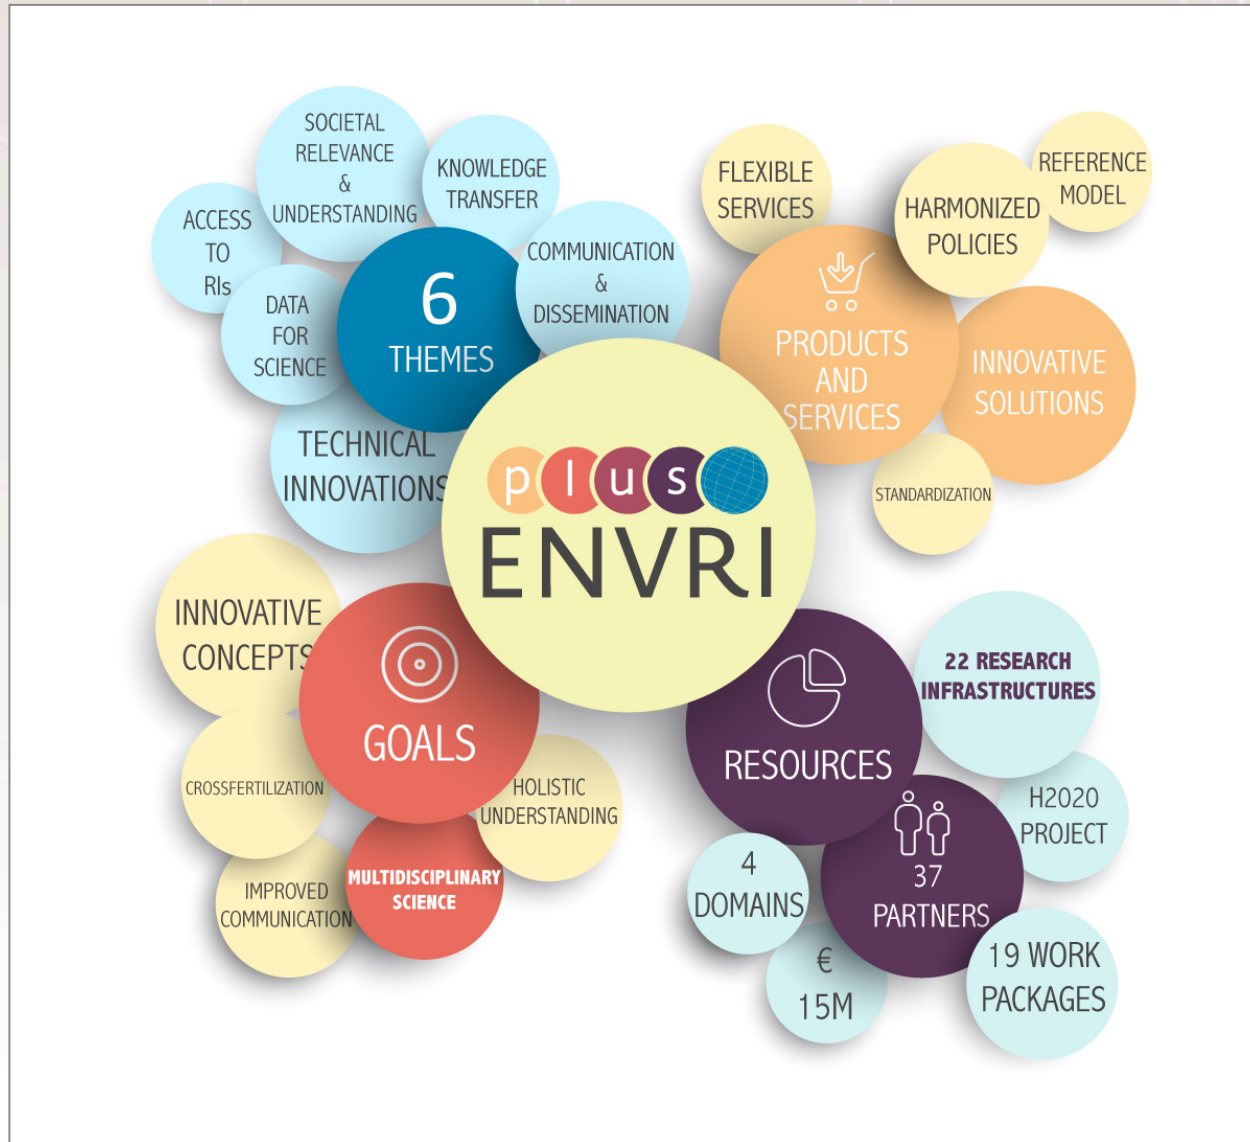 SOCIETAL
RELEVANCE
&
UNDERSTANDING
KNOWLEDGE
TRANSFER
ACCESS
TO
RIs
DATA
FOR
SCIENCE
6
THEMES
COMMUNICATION
&
DISSEMINATION
TECHNICAL
INNOVATIONS
FLEXIBLE
SERVICES
HARMONIZED
POLICIES
REFERENCE
MODEL
PRODUCTS
AND
SERVICES
INNOVATIVE
SOLUTIONS
STANDARDIZATION
plus
ENVRI
INNOVATIVE
CONCEPTS
GOALS
CROSSFERTILIZATION
HOLISTIC
UNDERSTANDING
IMPROVED
COMMUNICATION
MULTIDISCIPLINARY
SCIENCE
22 RESEARCH
INFRASTRUCTURES
RESOURCES
H2020
PROJECT
37
PARTNERS
4
DOMAINS
€
15M
19 WORK
PACKAGES